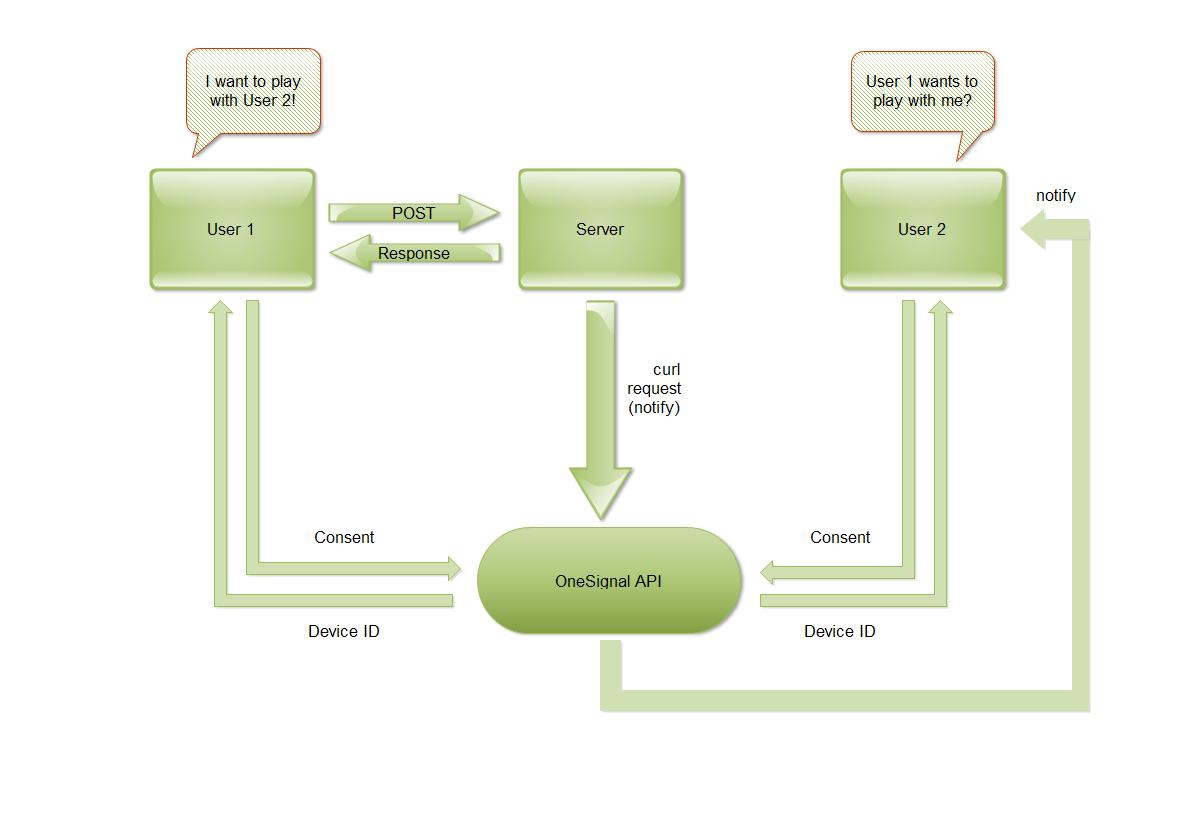 I want to play
with User 2!
User 1 wants to
play with me?
User 1
POST
Response
Server
User 2
notify
curl
request
(notify)
Consent
Device ID
OneSignal API
Consent
Device ID